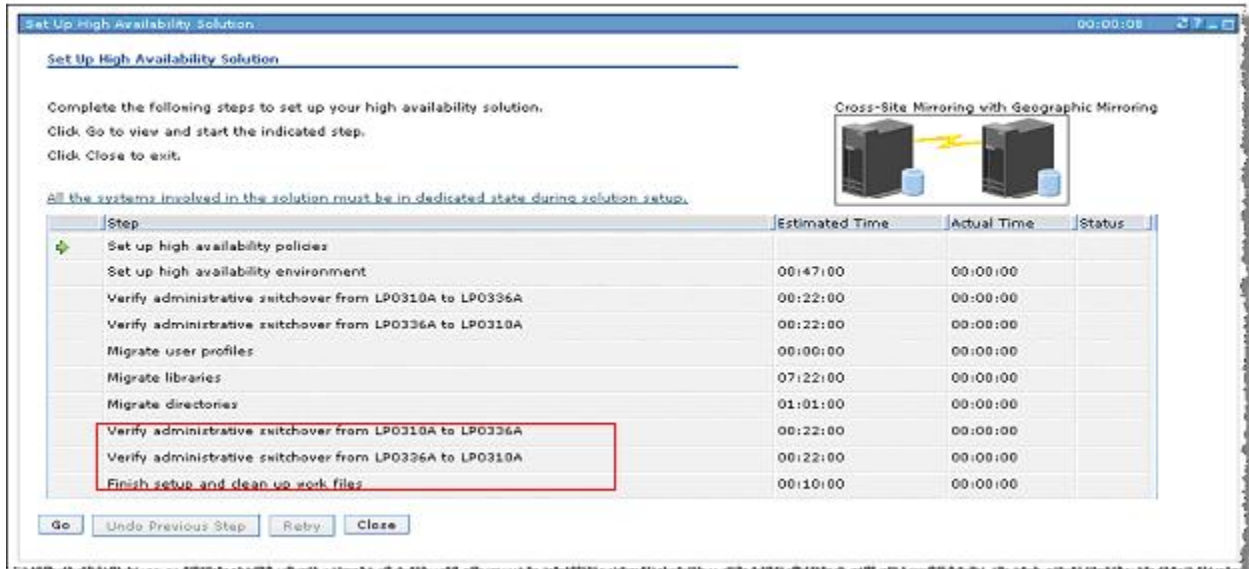 Set Up High Availability Solution 00:00:08
Set Up High Availability Solution
Complete the following steps to set up your high availability solution.
Click Go to view and start the indicated step.
Click Close to exit.
Cross-Site Mirroring with Geographic Mirroring
All the systems involved in the solution must be in dedicated state during solution setup.
Step Estimated Time Actual Time Status
Set up high availability policies
Set up high availability environment 00:47:00 00:00:00
Verify administrative switchover from LP0310A to LP0336A 00:22:00 00:00:00
Verify administrative switchover from LP0336A to LP0310A 00:22:00 00:00:00
Migrate user profiles 00:00:00 00:00:00
Migrate libraries 07:22:00 00:00:00
Migrate directories 01:01:00 00:00:00
Verify administrative switchover from LP0310A to LP0336A 00:22:00 00:00:00
Verify administrative switchover from LP0336A to LP0310A 00:22:00 00:00:00
Finish setup and clean up work files 00:10:00 00:00:00
Go Undo Previous Step Retry Close